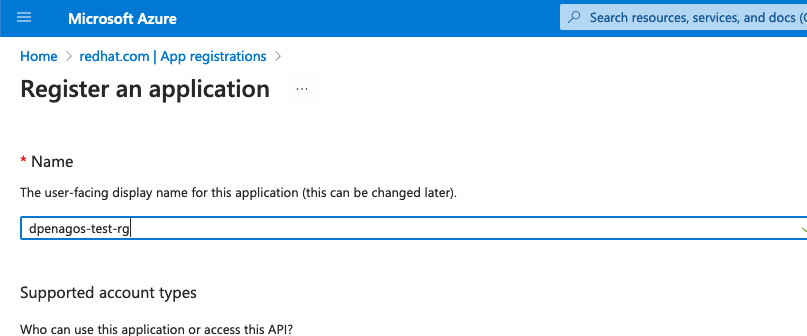 Microsoft Azure
Search resources, services, and docs (
Home > redhat.com | App registrations >
Register an application ...
* Name
The user-facing display name for this application (this can be changed later).
dpenagos-test-rg
Supported account types
Who can use this application or access this API?